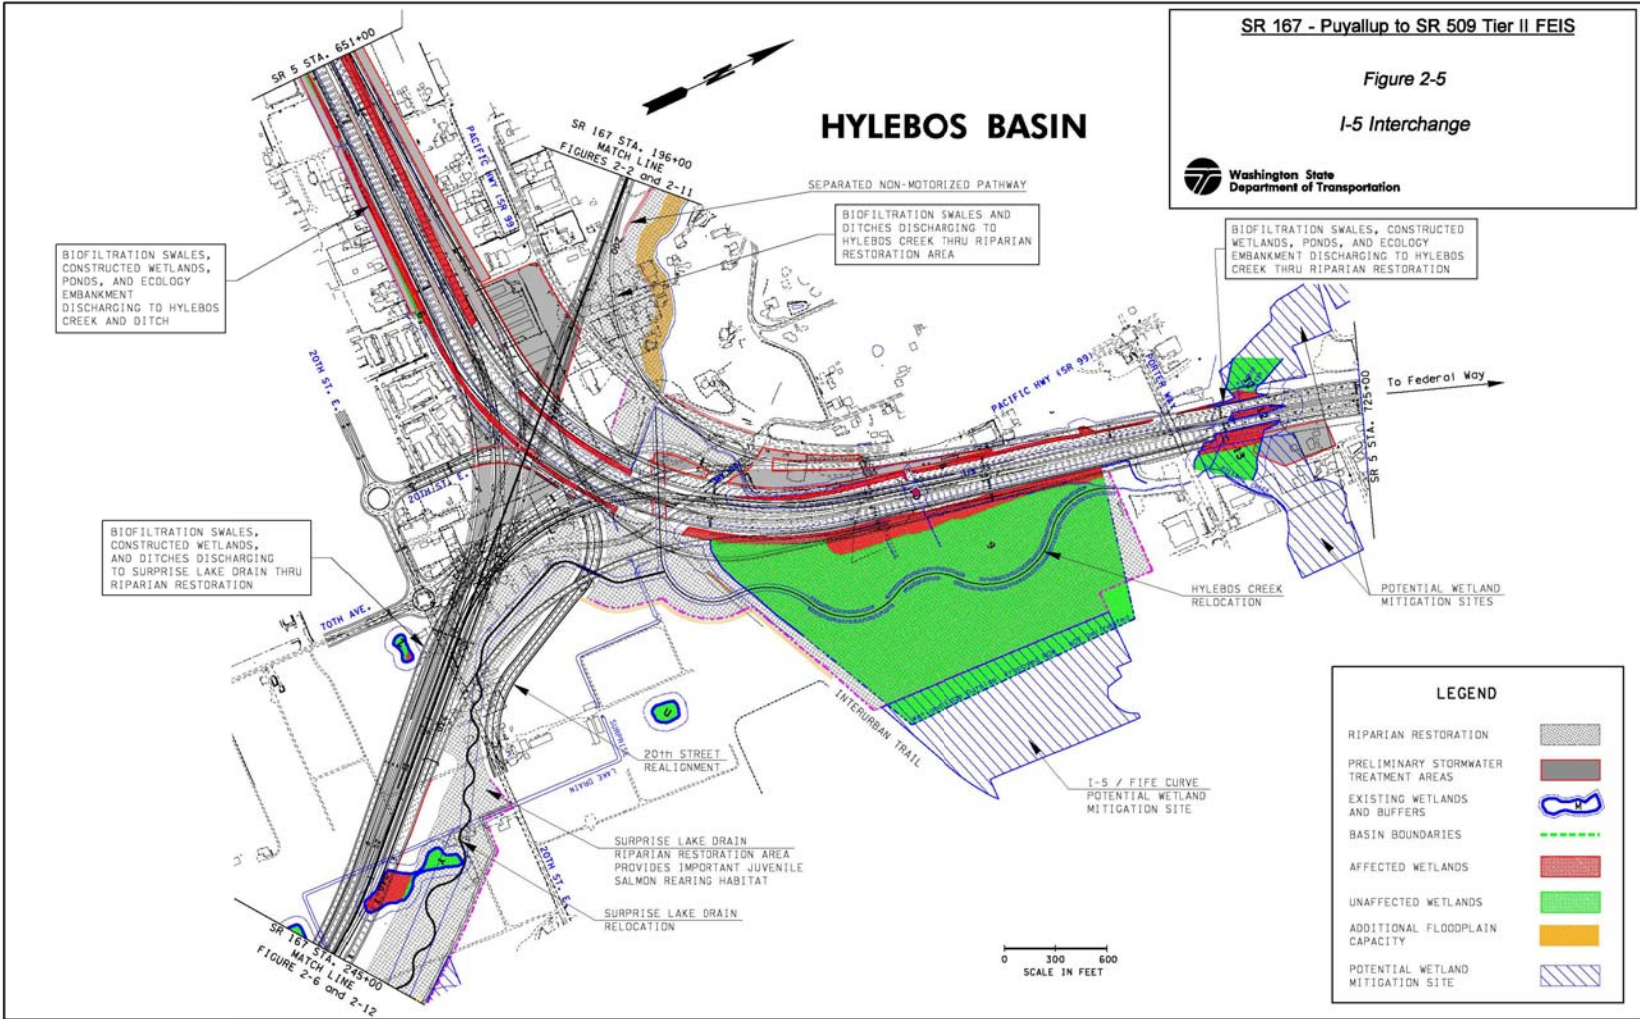 SR 167 - Puyallup to SR 509 Tier II FEIS
Figure 2-5
I-5 Interchange
Washington State
Department of Transportation
HYLEBOS BASIN
N
SR 5 STA. 651+00
PACIFIC HWY (SR 99)
SR 167 STA. 196+00
MATCH LINE
FIGURES 2-2 and 2-11
SEPARATED NON-MOTORIZED PATHWAY
BIOFILTRATION SWALES AND
DITCHES DISCHARGING TO
HYLEBOS CREEK THRU RIPARIAN
RESTORATION AREA
BIOFILTRATION SWALES, CONSTRUCTED
WETLANDS, PONDS, AND ECOLOGY
EMBANKMENT DISCHARGING TO HYLEBOS
CREEK THRU RIPARIAN RESTORATION
BIOFILTRATION SWALES,
CONSTRUCTED WETLANDS,
PONDS, AND ECOLOGY
EMBANKMENT
DISCHARGING TO HYLEBOS
CREEK AND DITCH
20TH ST. E.
PACIFIC HWY (SR 99)
PORTER WAY
To Federal Way
SR 5 STA. 725+00
20TH ST. E.
BIOFILTRATION SWALES,
CONSTRUCTED WETLANDS,
AND DITCHES DISCHARGING
TO SURPRISE LAKE DRAIN THRU
RIPARIAN RESTORATION
70TH AVE.
HYLEBOS CREEK
RELOCATION
POTENTIAL WETLAND
MITIGATION SITES
INTERURBAN TRAIL
U
SURPRISE
LAKE DRAIN
20th STREET
REALIGNMENT
I-5 / FIFE CURVE
POTENTIAL WETLAND
MITIGATION SITE
SURPRISE LAKE DRAIN
RIPARIAN RESTORATION AREA
PROVIDES IMPORTANT JUVENILE
SALMON REARING HABITAT
20TH ST. E.
SURPRISE LAKE DRAIN
RELOCATION
SR 167 STA. 245+00
MATCH LINE
FIGURE 2-6 and 2-12
0 300 600
SCALE IN FEET
LEGEND
RIPARIAN RESTORATION
PRELIMINARY STORMWATER
TREATMENT AREAS
EXISTING WETLANDS
AND BUFFERS
M
BASIN BOUNDARIES
AFFECTED WETLANDS
UNAFFECTED WETLANDS
ADDITIONAL FLOODPLAIN
CAPACITY
POTENTIAL WETLAND
MITIGATION SITE